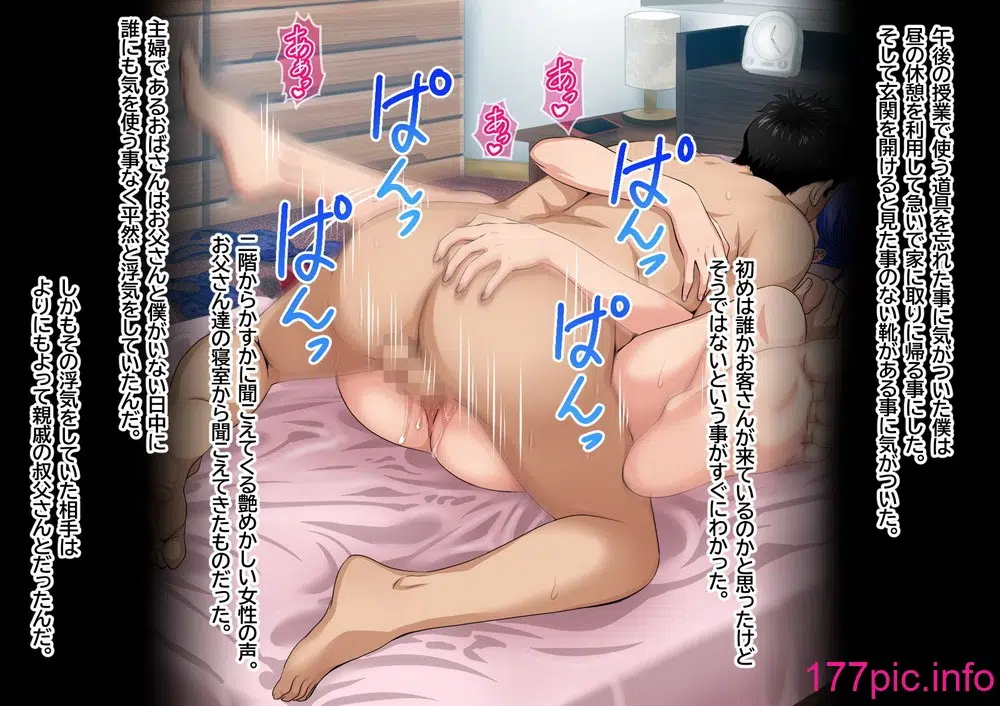 午後の授業で使う道具を忘れた事に気がついた僕は
昼の休憩を利用して急いで家に取りに帰る事にした。
そして玄関を開けると見た事のない靴がある事に気がついた。
初めは誰かお客さんが来ているのかと思ったけど
そうではないという事がすぐにわかった。
あっ♡
あっ♡
あぁっ♡
ぱんっ
ぱんっ
ぱんっ
ぱんっ
二階からかすかに聞こえてくる艶めかしい女性の声。
お父さん達の寝室から聞こえてきたものだった。
主婦であるおばさんはお父さんと僕がいない日中に
誰にも気を使う事なく平然と浮気をしていたんだ。
しかもその浮気をしていた相手は
よりにもよって親戚の叔父さんとだったんだ。
177pic.info